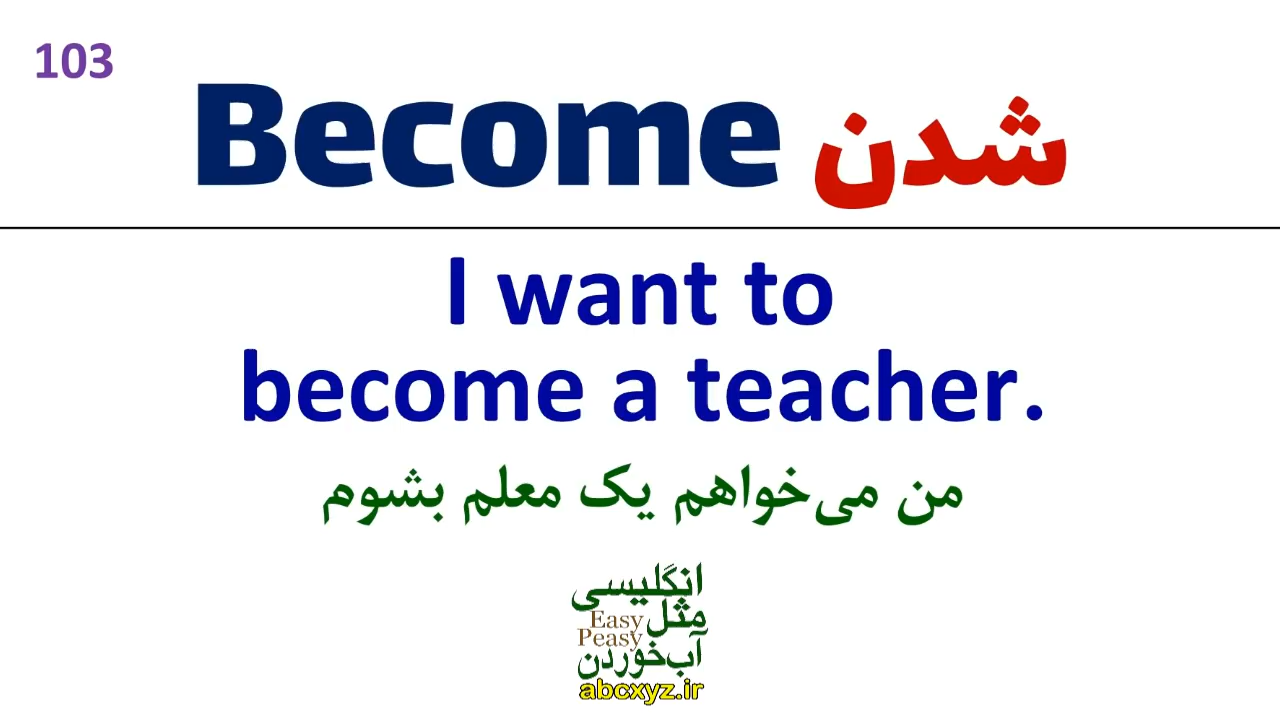 103
Become شدن
I want to
become a teacher.
من می‌خواهم یک معلم بشوم
انگلیسی
مثل Easy
Peasy
آب‌خوردن
abcxyz.ir